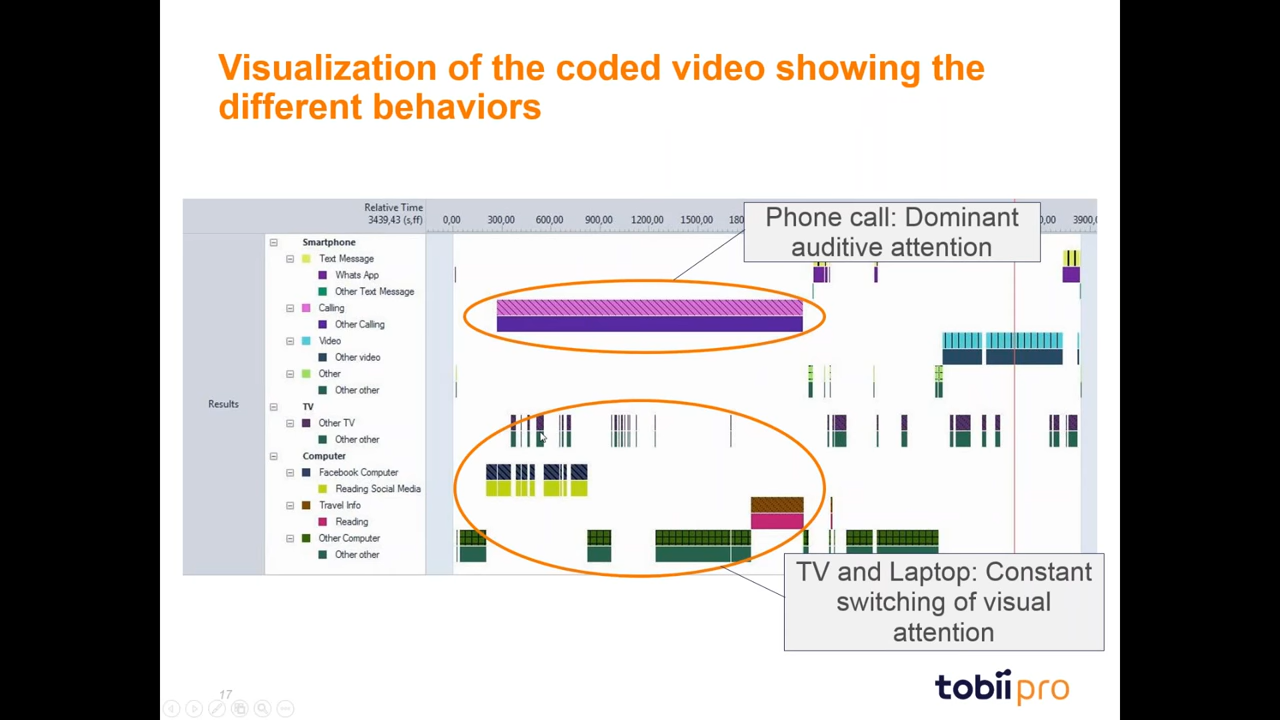 Visualization of the coded video showing the
different behaviors
Relative Time
3439,43 (s,ff)
0,00 300,00 600,00 900,00 1200,00 1500,00 3900,
Phone call: Dominant
auditive attention
Results
Smartphone
Text Message
Whats App
Other Text Message
Calling
Other Calling
Video
Other video
Other
Other other
TV
Other TV
Other other
Computer
Facebook Computer
Reading Social Media
Travel Info
Reading
Other Computer
Other other
TV and Laptop: Constant
switching of visual
attention
17
tobii pro